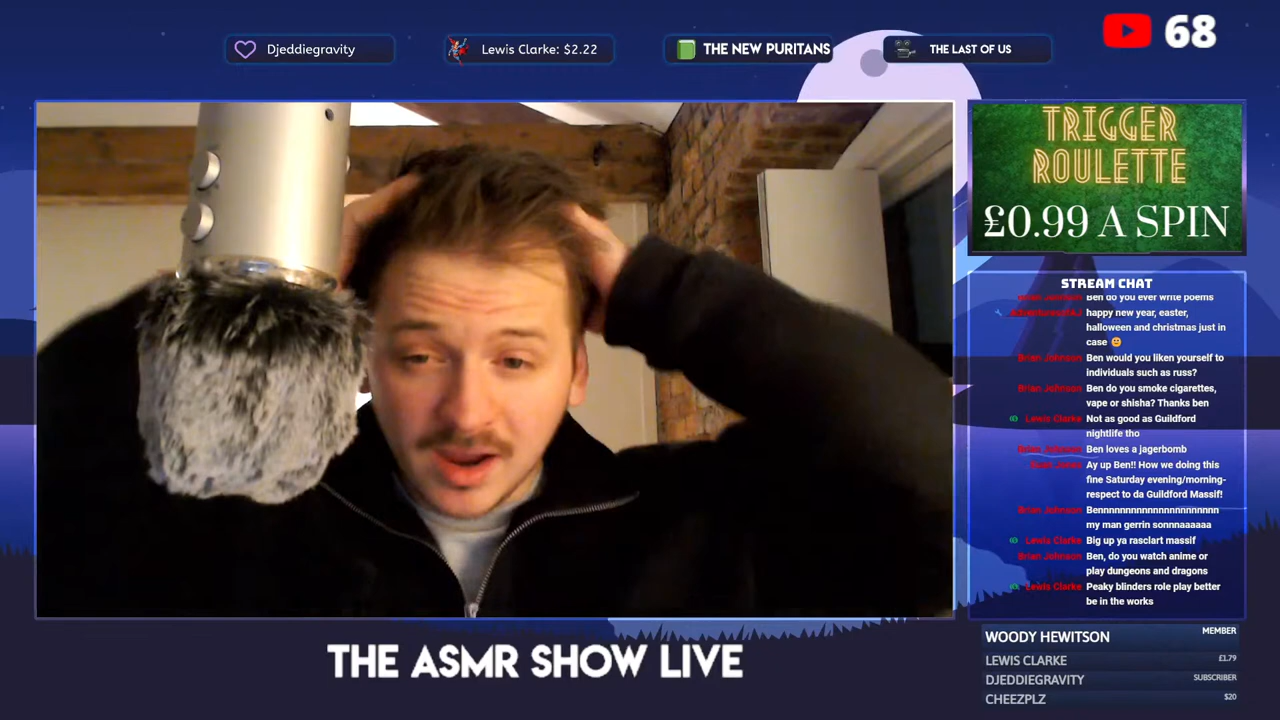 Djeddiegravity
Lewis Clarke: $2.22
THE NEW PURITANS
THE LAST OF US
68
TRIGGER
ROULETTE
£0.99 A SPIN
STREAM CHAT
Brian Johnson Ben do you ever write poems
happy new year, easter,
halloween and christmas just in
case 🙂
Brian Johnson Ben would you liken yourself to
individuals such as russ?
Brian Johnson Ben do you smoke cigarettes,
vape or shisha? Thanks ben
Lewis Clarke Not as good as Guildford
nightlife tho
Brian Johnson Ben loves a jagerbomb
Ay up Ben!! How we doing this
fine Saturday evening/morning-
respect to da Guildford Massif!
Brian Johnson Bennnnnnnnnnnnnnnnnnnnnn
my man gerrin sonnnaaaaaa
Lewis Clarke Big up ya rasclart massif
Brian Johnson Ben, do you watch anime or
play dungeons and dragons
Lewis Clarke Peaky blinders role play better
be in the works
THE ASMR SHOW LIVE
WOODY HEWITSON MEMBER
LEWIS CLARKE £1.79
DJEDDIEGRAVITY SUBSCRIBER
CHEEZPLZ $20